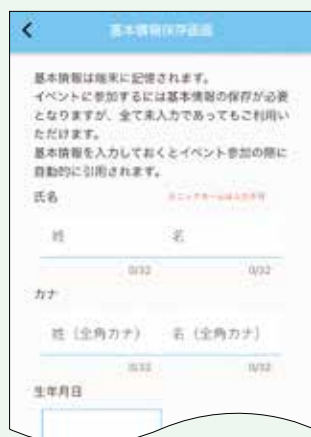 基本情報保存画面
基本情報は端末に記憶されます。
イベントに参加するには基本情報の保存が必要
となりますが、全て未入力であってもご利用い
ただけます。
基本情報を入力しておくとイベント参加の際に
自動的に引用されます。
氏名
姓
名
0/32
0/32
カナ
姓（全角カナ）
名（全角カナ）
0/32
0/32
生年月日